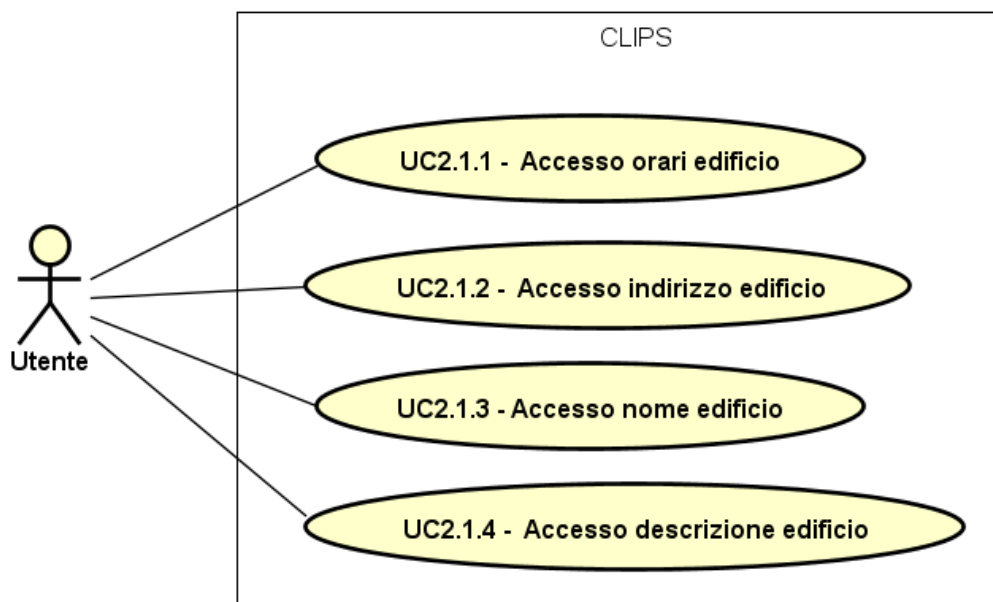 CLIPS
UC2.1.1 - Accesso orari edificio
UC2.1.2 - Accesso indirizzo edificio
Utente
UC2.1.3 - Accesso nome edificio
UC2.1.4 - Accesso descrizione edificio